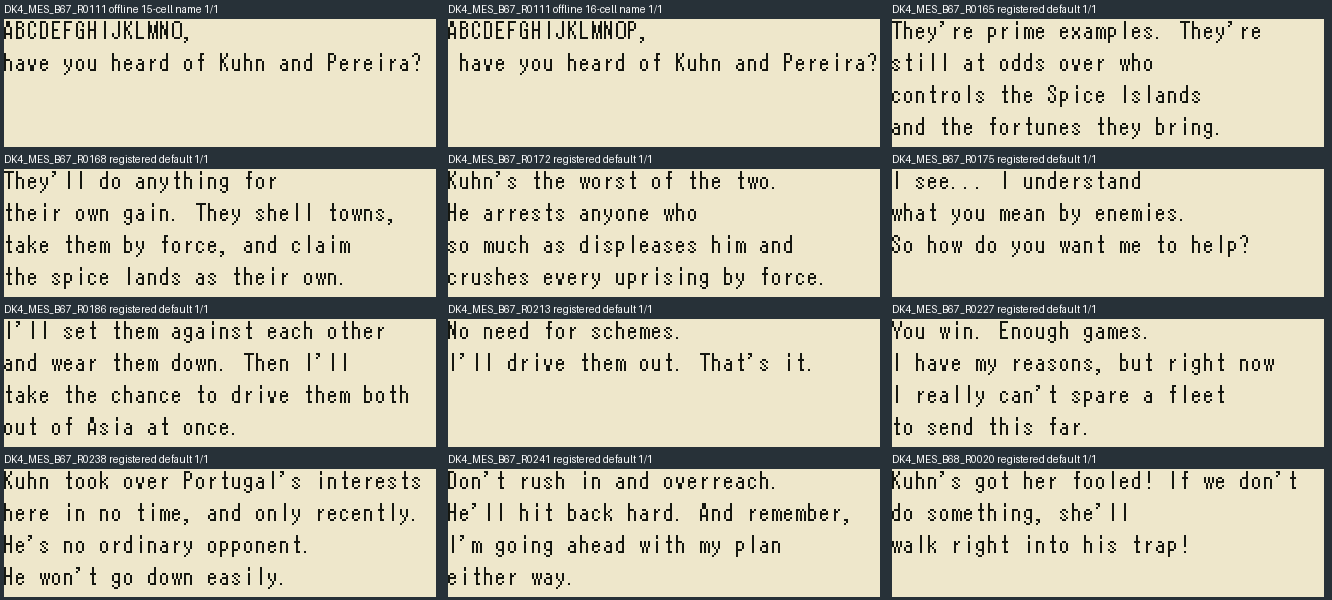 DK4_MES_B67_R0111 offline 15-cell name 1/1
ABCDEFGHIJKLMNO,
have you heard of Kuhn and Pereira?
DK4_MES_B67_R0111 offline 16-cell name 1/1
ABCDEFGHIJKLMNOP,
have you heard of Kuhn and Pereira?
DK4_MES_B67_R0165 registered default 1/1
They're prime examples. They're
still at odds over who
controls the Spice Islands
and the fortunes they bring.
DK4_MES_B67_R0168 registered default 1/1
They'll do anything for
their own gain. They shell towns,
take them by force, and claim
the spice lands as their own.
DK4_MES_B67_R0172 registered default 1/1
Kuhn's the worst of the two.
He arrests anyone who
so much as displeases him and
crushes every uprising by force.
DK4_MES_B67_R0175 registered default 1/1
I see... I understand
what you mean by enemies.
So how do you want me to help?
DK4_MES_B67_R0186 registered default 1/1
I'll set them against each other
and wear them down. Then I'll
take the chance to drive them both
out of Asia at once.
DK4_MES_B67_R0213 registered default 1/1
No need for schemes.
I'll drive them out. That's it.
DK4_MES_B67_R0227 registered default 1/1
You win. Enough games.
I have my reasons, but right now
I really can't spare a fleet
to send this far.
DK4_MES_B67_R0238 registered default 1/1
Kuhn took over Portugal's interests
here in no time, and only recently.
He's no ordinary opponent.
He won't go down easily.
DK4_MES_B67_R0241 registered default 1/1
Don't rush in and overreach.
He'll hit back hard. And remember,
I'm going ahead with my plan
either way.
DK4_MES_B68_R0020 registered default 1/1
Kuhn's got her fooled! If we don't
do something, she'll
walk right into his trap!